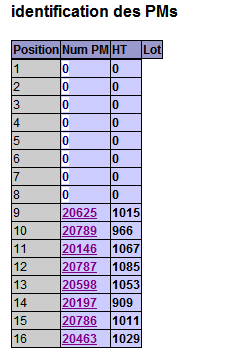 identification des PMs
Position Num PM HT Lot
1 0 0
2 0 0
3 0 0
4 0 0
5 0 0
6 0 0
7 0 0
8 0 0
9 20625 1015
10 20789 966
11 20146 1067
12 20787 1085
13 20598 1053
14 20197 909
15 20786 1011
16 20463 1029